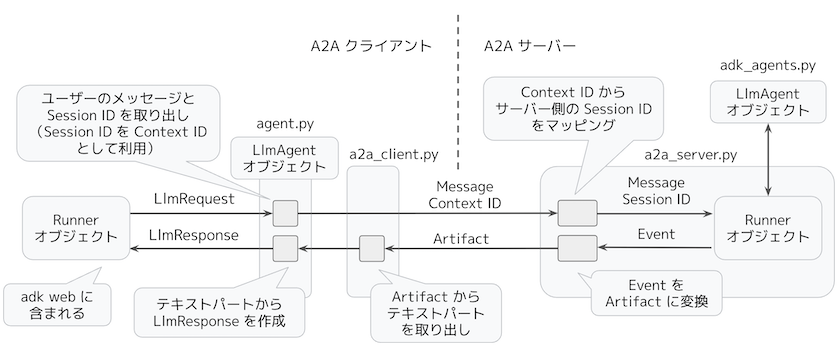 A2A クライアント
A2A サーバー
adk_agents.py
LlmAgent
オブジェクト
ユーザーのメッセージと
Session ID を取り出し
（Session ID を Context ID
として利用）
Context ID から
サーバー側の Session ID
をマッピング
agent.py
LlmAgent
オブジェクト
a2a_client.py
a2a_server.py
LlmRequest
Message
Context ID
Message
Session ID
Runner
オブジェクト
LlmResponse
Artifact
Event
Runner
オブジェクト
adk web に
含まれる
テキストパートから
LlmResponse を作成
Artifact から
テキストパート
を取り出し
Event を
Artifact に変換